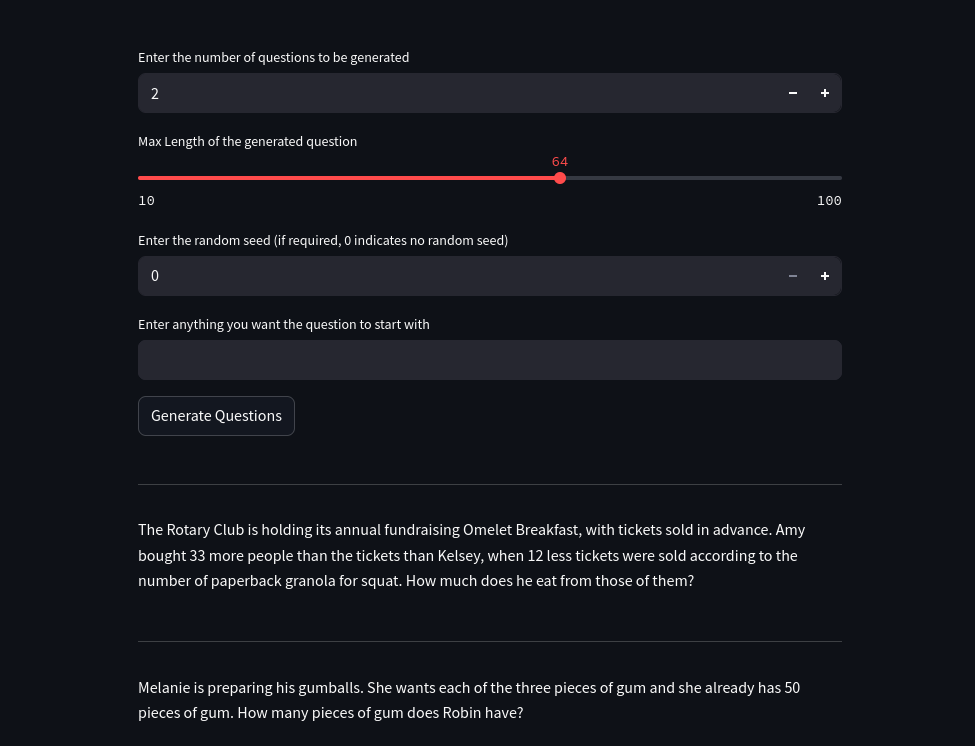 Enter the number of questions to be generated
2
Max Length of the generated question
64
10 100
Enter the random seed (if required, 0 indicates no random seed)
0
Enter anything you want the question to start with
Generate Questions
The Rotary Club is holding its annual fundraising Omelet Breakfast, with tickets sold in advance. Amy
bought 33 more people than the tickets than Kelsey, when 12 less tickets were sold according to the
number of paperback granola for squat. How much does he eat from those of them?
Melanie is preparing his gumballs. She wants each of the three pieces of gum and she already has 50
pieces of gum. How many pieces of gum does Robin have?